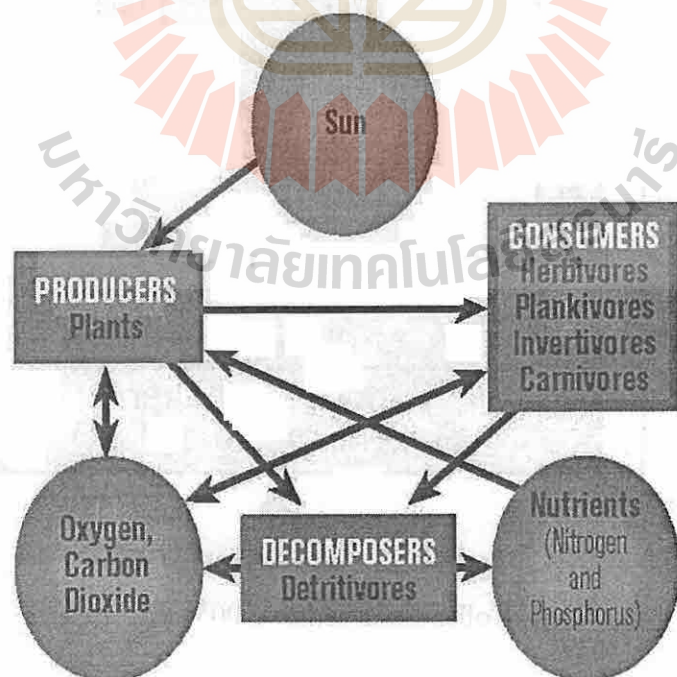 Sun
มหาวิทยาลัยเทคโนโลยีสุรนารี
PRODUCERS
Plants
CONSUMERS
Herbivores
Plankivores
Invertivores
Carnivores
Oxygen,
Carbon
Dioxide
DECOMPOSERS
Detritivores
Nutrients
(Nitrogen
and
Phosphorus)